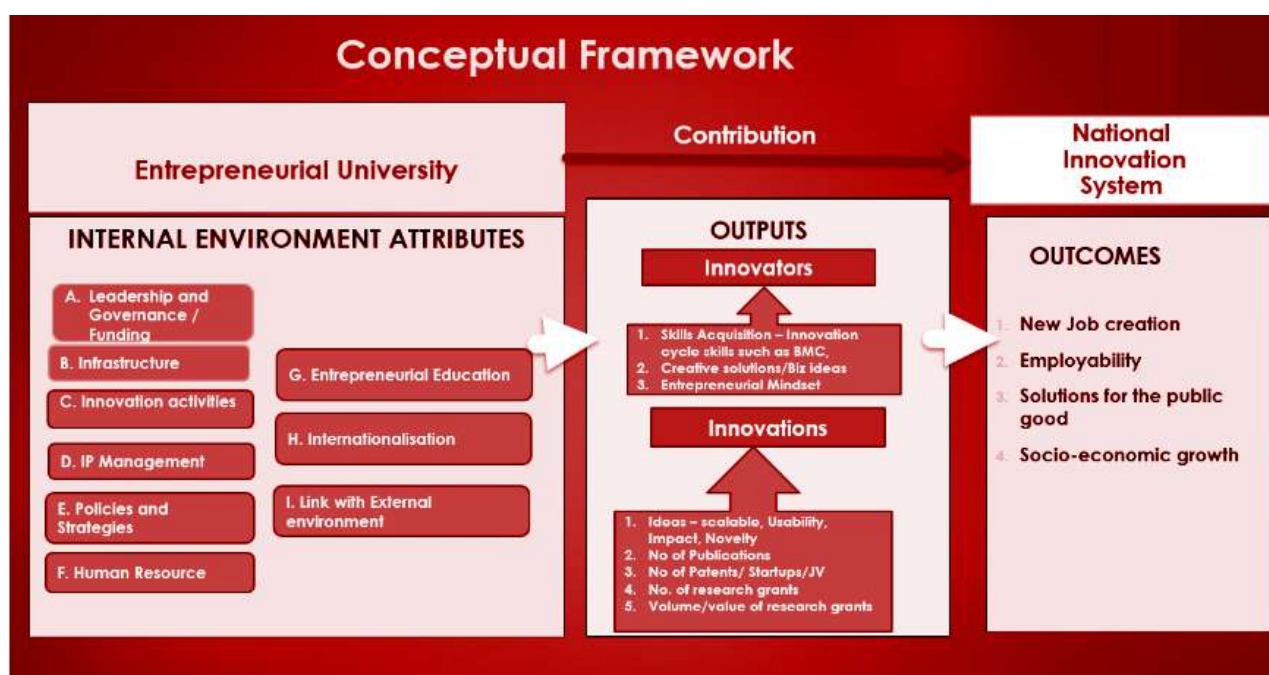 Conceptual Framework
Entrepreneurial University
Contribution
National
Innovation
System
INTERNAL ENVIRONMENT ATTRIBUTES
A. Leadership and
Governance /
Funding
B. Infrastructure
C. Innovation activities
D. IP Management
E. Policies and
Strategies
F. Human Resource
G. Entrepreneurial Education
H. Internationalisation
I. Link with External
environment
OUTPUTS
Innovators
1. Skills Acquisition – Innovation
cycle skills such as BMC,
2. Creative solutions/Biz ideas
3. Entrepreneurial Mindset
Innovations
1. Ideas – scalable, Usability,
Impact, Novelty
2. No of Publications
3. No of Patents/ Startups/JV
4. No. of research grants
5. Volume/value of research grants
OUTCOMES
1. New Job creation
2. Employability
3. Solutions for the public
good
4. Socio-economic growth